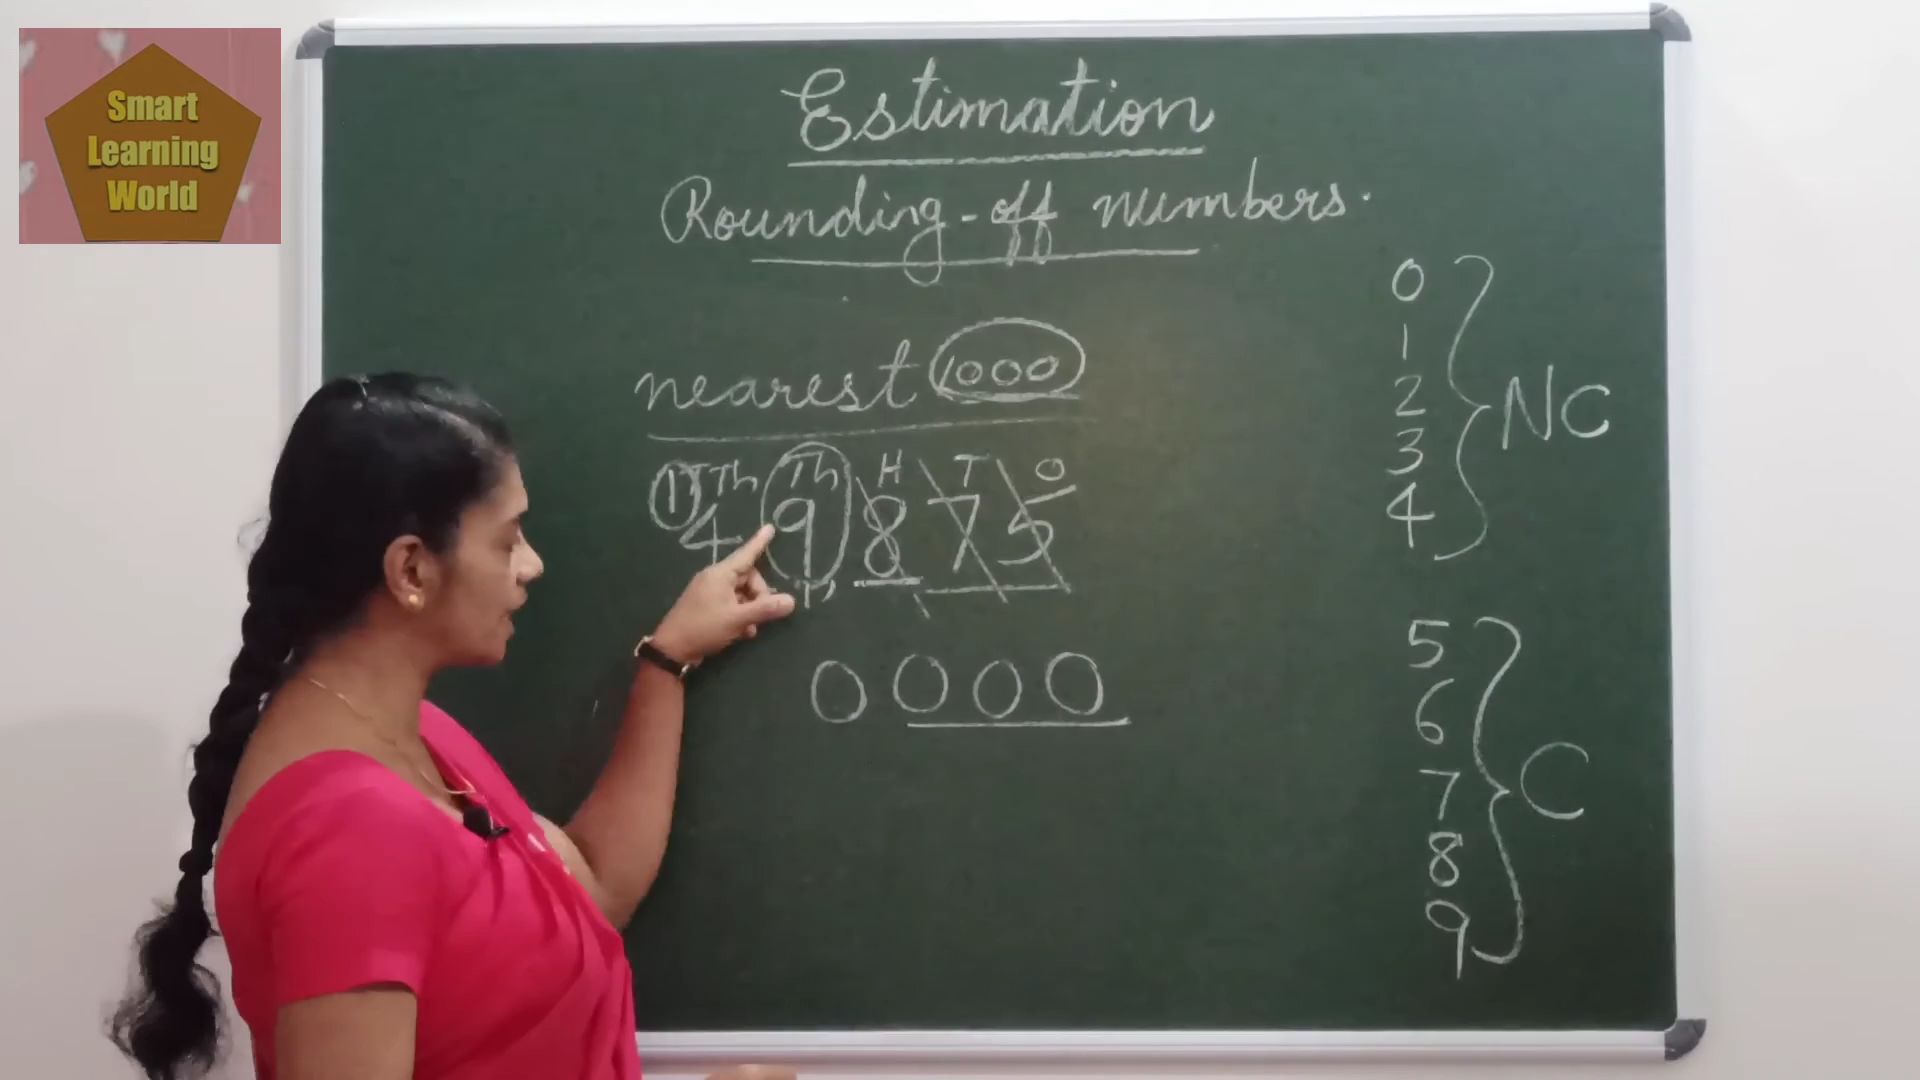 Smart
Learning
World
Estimation
Rounding-off numbers.
nearest 1000
1 TTh Th H T O
4 9 8 7 5
0 0 0 0
0
1
2
3
4
NC
5
6
7
8
9
C